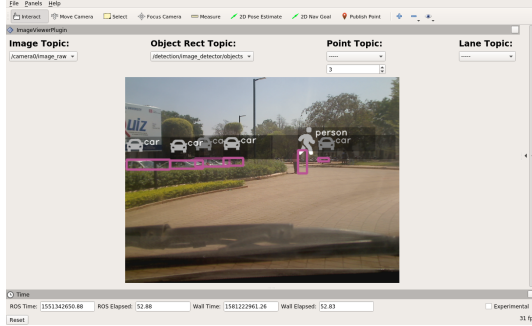 File Panels Help
Interact Move Camera Select Focus Camera Measure 2D Pose Estimate 2D Nav Goal Publish Point
ImageViewerPlugin
Image Topic: Object Rect Topic: Point Topic: Lane Topic:
/camera0/image_raw /detection/image_detector/objects ----- -----
3
UIZ
person
car car ca car car
Time
ROS Time: 1551342650.88 ROS Elapsed: 52.88 Wall Time: 1581222961.26 Wall Elapsed: 52.83 Experimental
Reset 31 fp